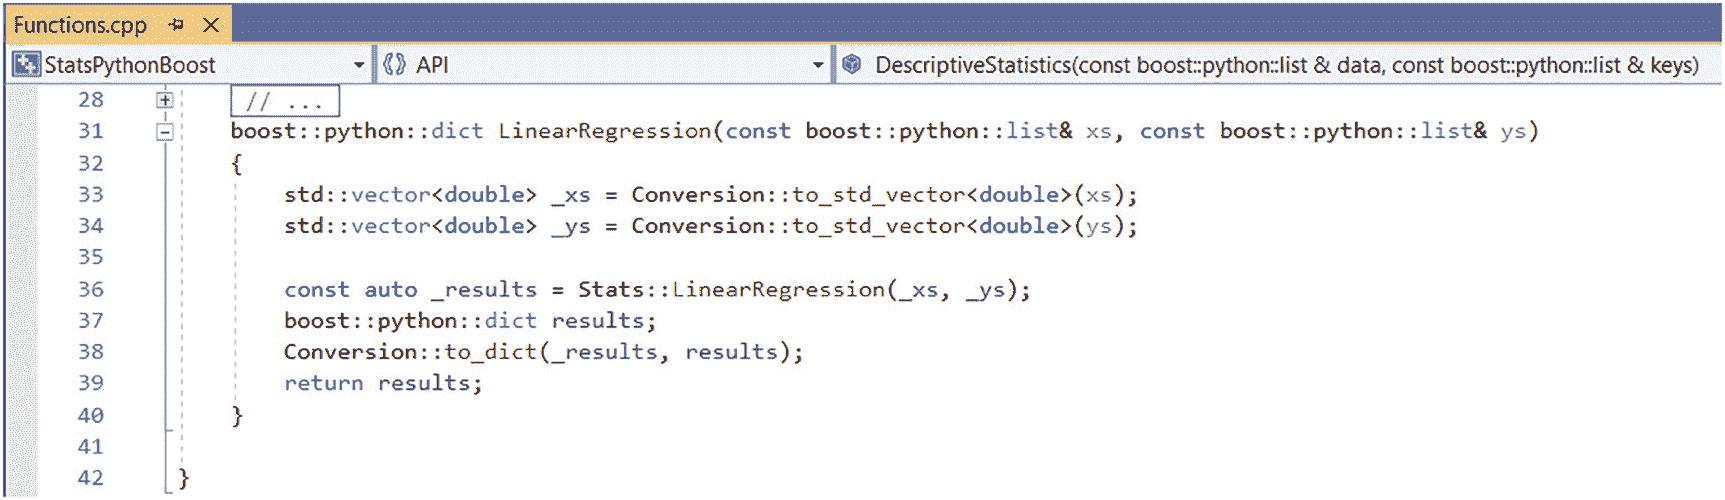 Functions.cpp
StatsPythonBoost API DescriptiveStatistics(const boost::python::list & data, const boost::python::list & keys)
28 // ...
31 boost::python::dict LinearRegression(const boost::python::list& xs, const boost::python::list& ys)
32 {
33 std::vector<double> _xs = Conversion::to_std_vector<double>(xs);
34 std::vector<double> _ys = Conversion::to_std_vector<double>(ys);
35
36 const auto _results = Stats::LinearRegression(_xs, _ys);
37 boost::python::dict results;
38 Conversion::to_dict(_results, results);
39 return results;
40 }
41
42 }